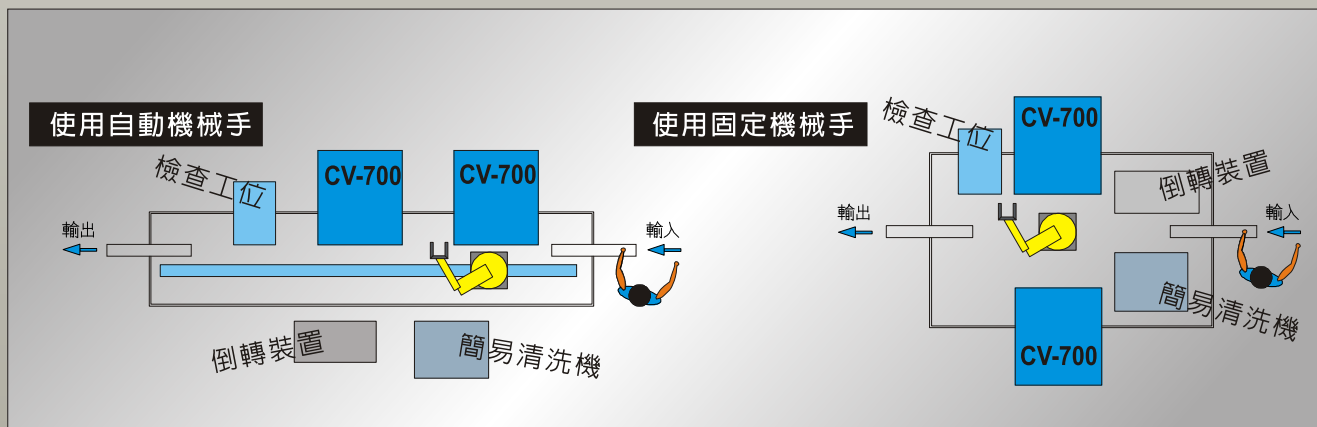 使用自動機械手
檢查工位
CV-700
CV-700
輸出
輸入
倒轉裝置
簡易清洗機
使用固定機械手
檢查工位
CV-700
倒轉裝置
輸出
輸入
簡易清洗機
CV-700